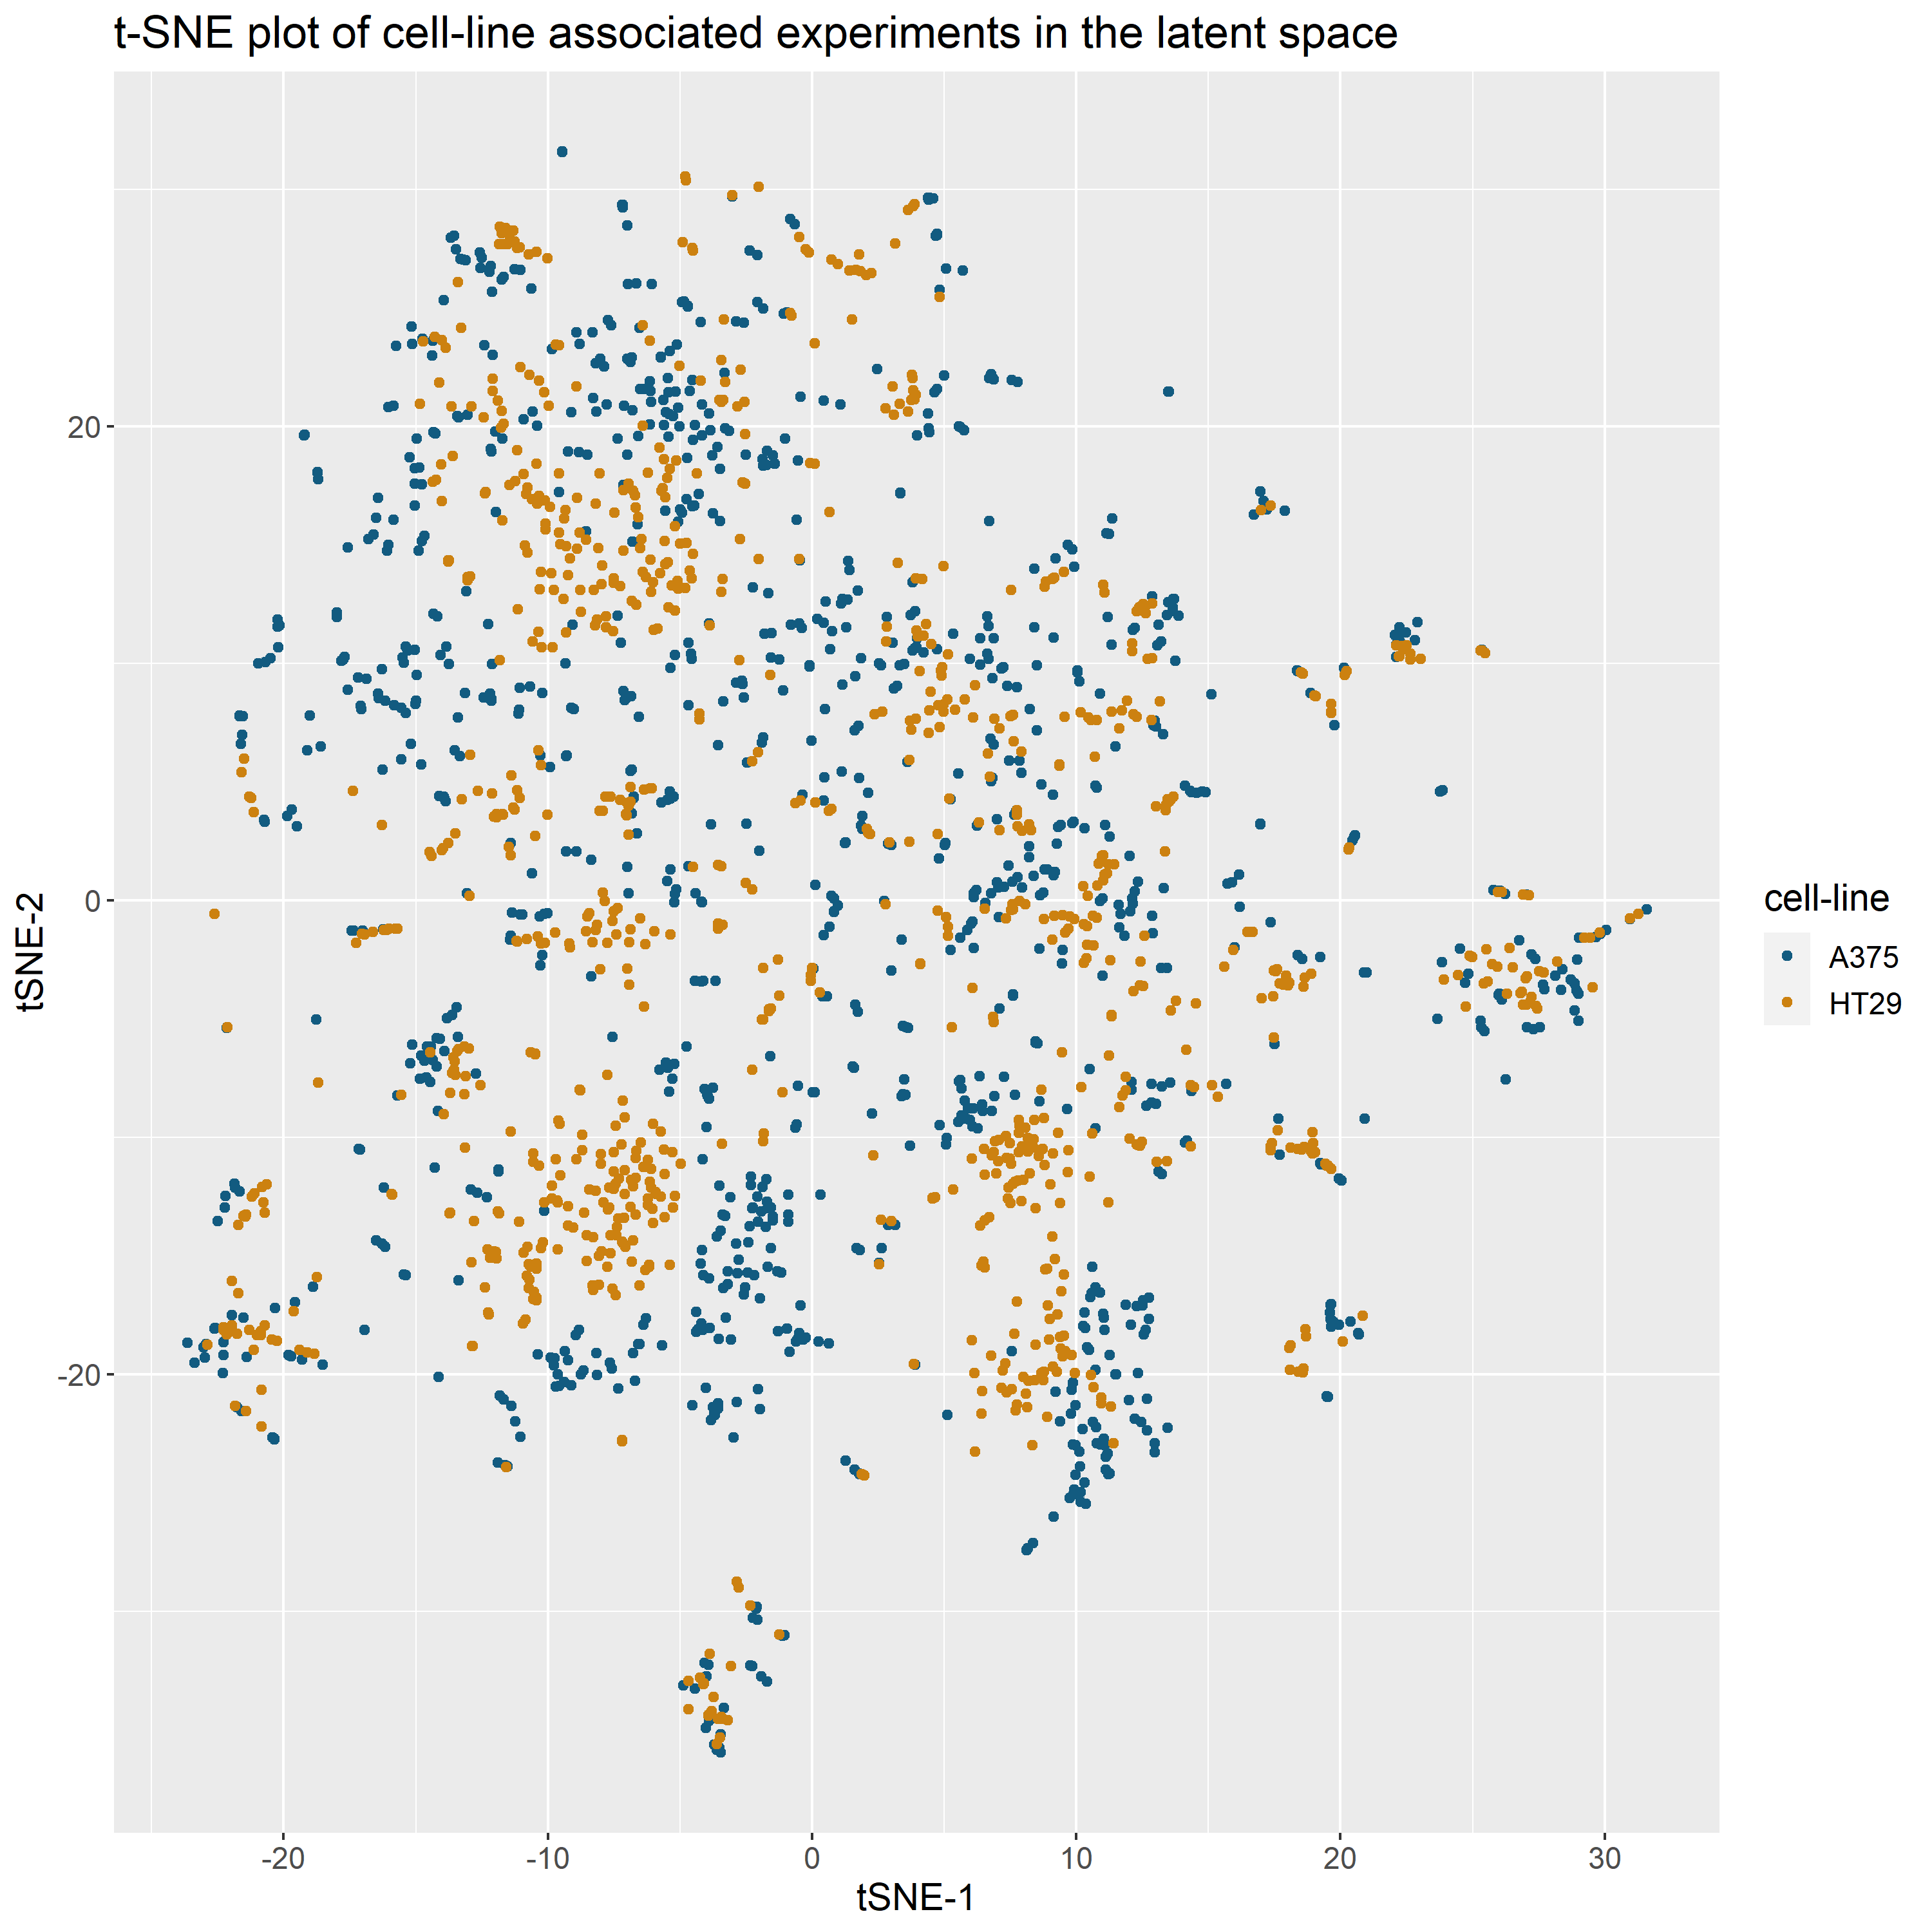 t-SNE plot of cell-line associated experiments in the latent space
20
0
-20
tSNE-2
-20
-10
0
10
20
30
tSNE-1
cell-line
A375
HT29